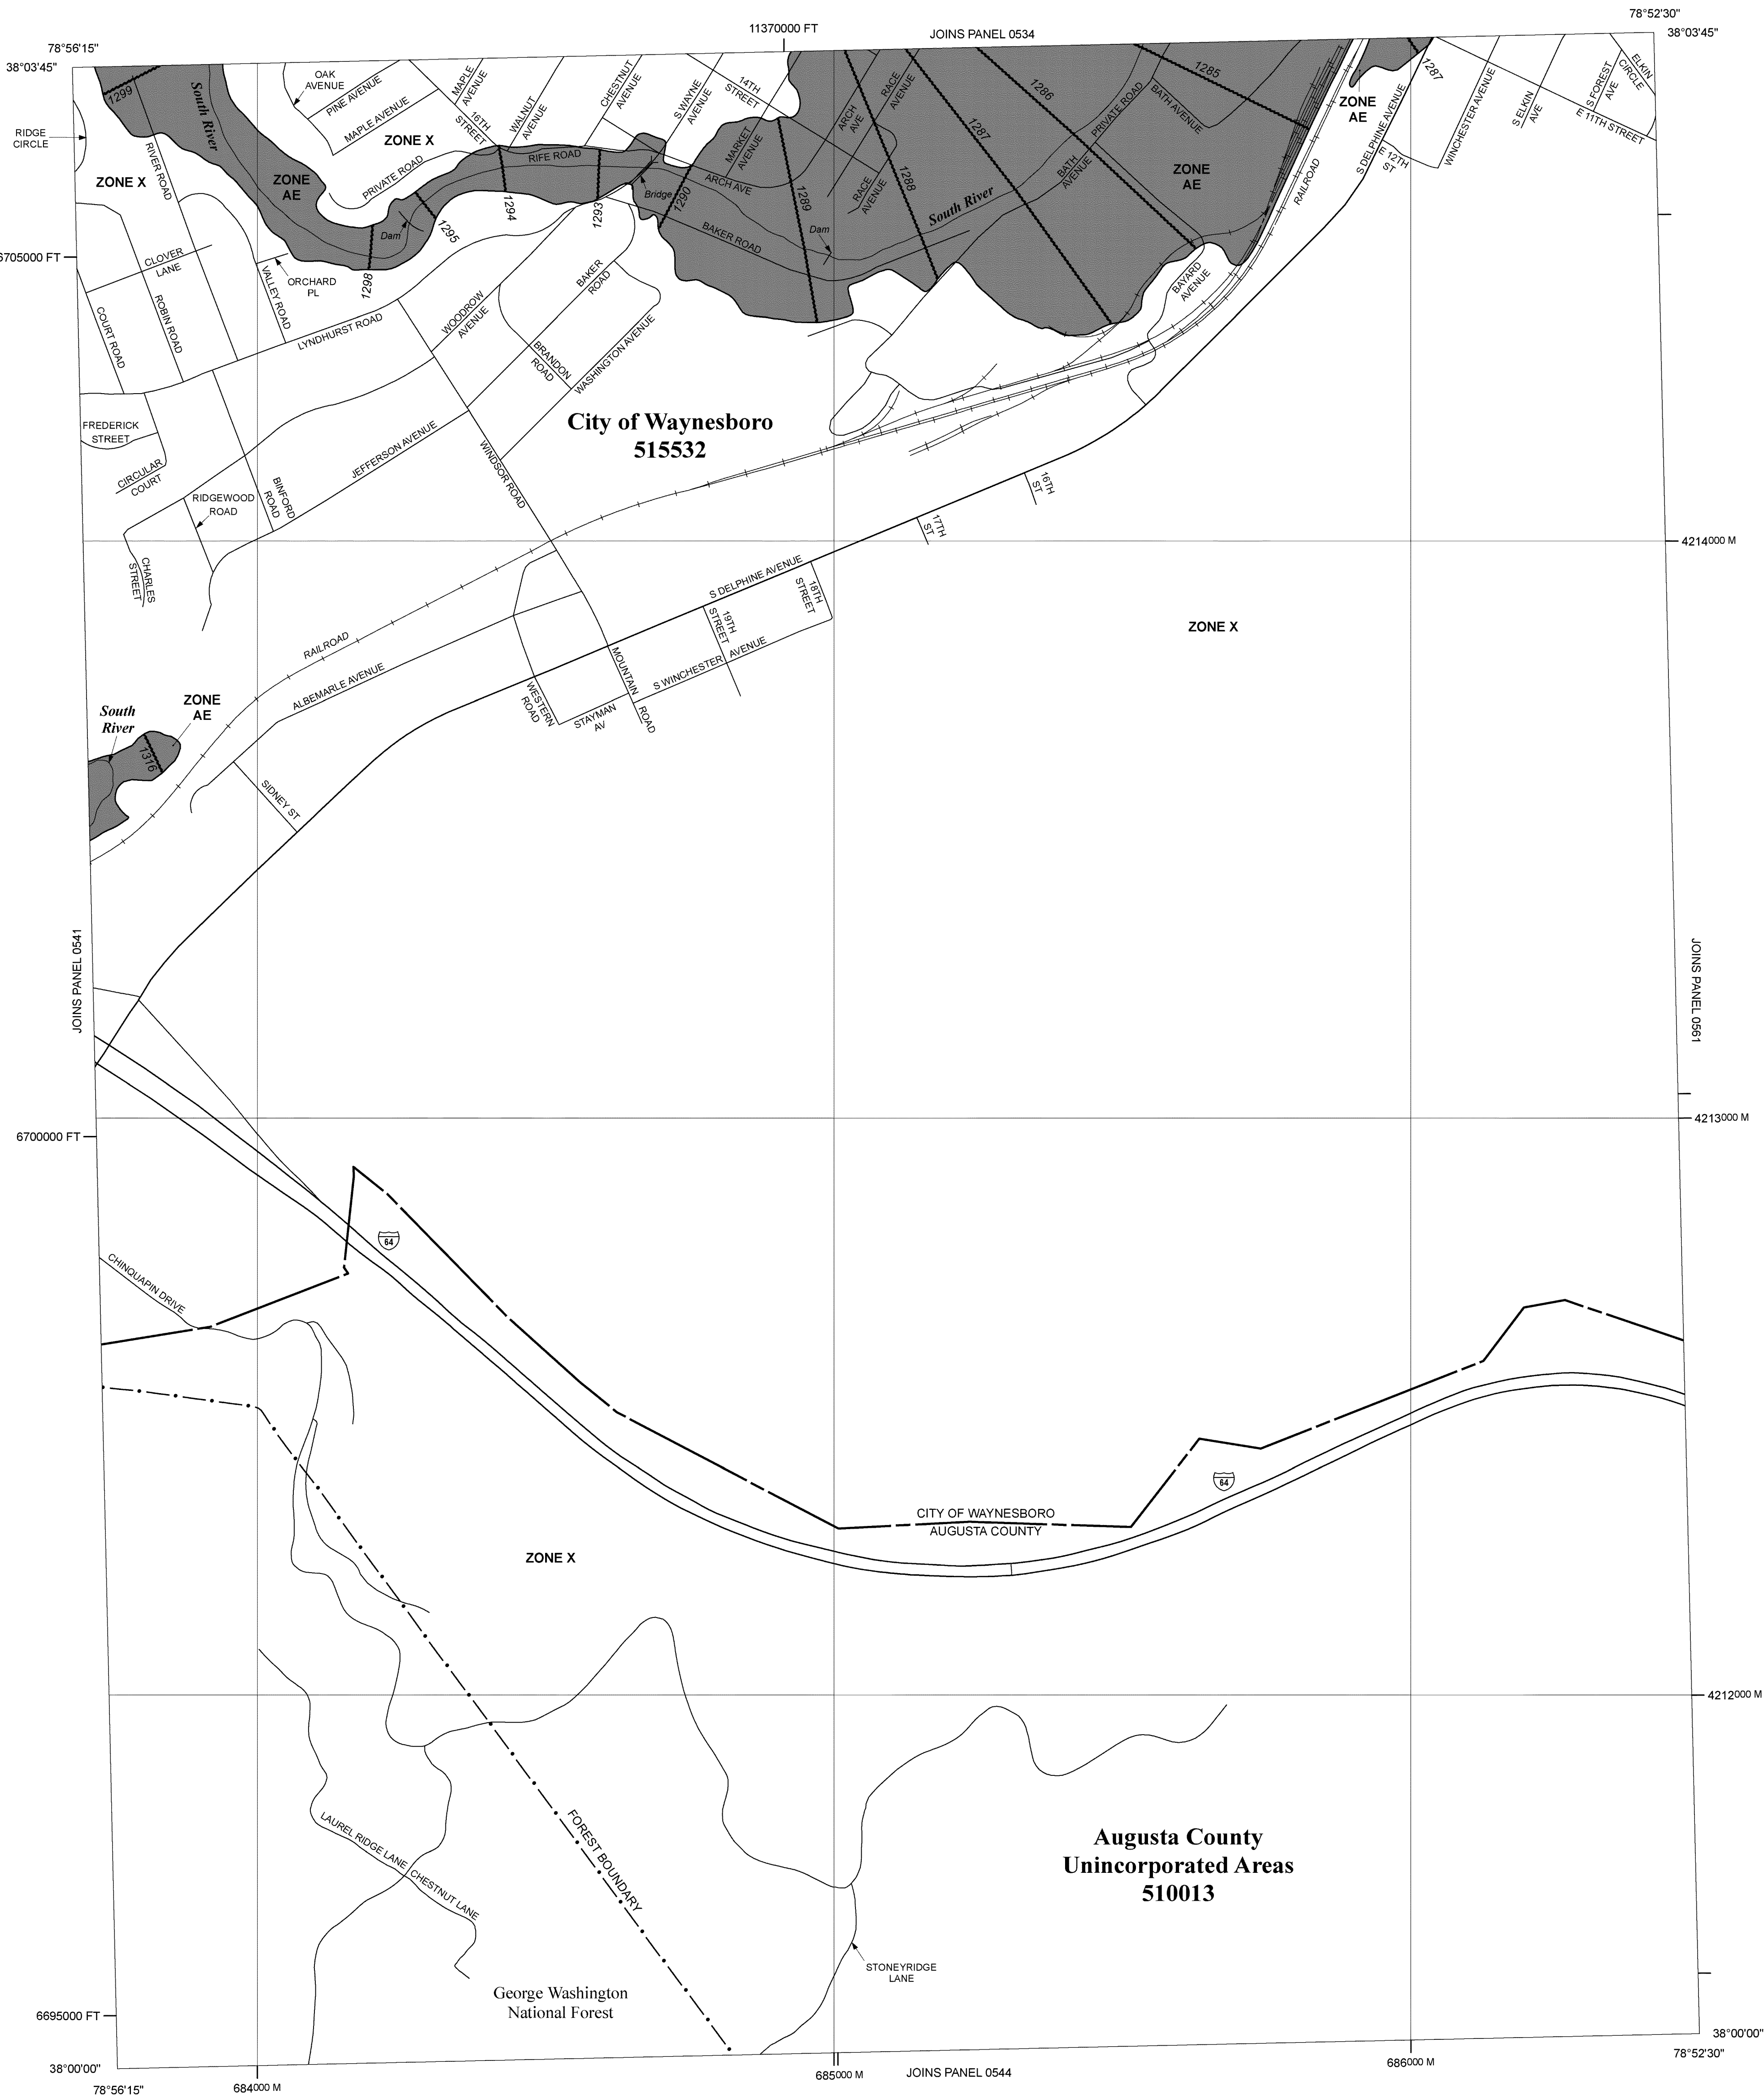 78°56'15"
11370000 FT
JOINS PANEL 0534
78°52'30"
38°03'45"
38°03'45"
1299
South River
OAK
AVENUE
PINE AVENUE
MAPLE AVENUE
MAPLE
AVENUE
16TH
STREET
WALNUT
AVENUE
CHESTNUT
AVENUE
S WAYNE
AVENUE
14TH
STREET
MARKET
AVENUE
ARCH
AVE
RACE
AVENUE
1285
1286
1287
PRIVATE ROAD
BATH AVENUE
1287
ZONE
AE
S DELPHINE AVENUE
WINCHESTER AVENUE
S ELKIN
AVE
S FOREST
AVE
ELKIN
CIRCLE
E 11TH STREET
E 12TH
ST
RIDGE
CIRCLE
ZONE X
ZONE X
RIVER ROAD
ZONE
AE
PRIVATE ROAD
RIFE ROAD
1294
1293
Bridge
1290
ARCH AVE
1289
RACE
AVENUE
1288
BATH
AVENUE
South River
ZONE
AE
RAILROAD
Dam
1295
BAKER ROAD
Dam
6705000 FT
CLOVER
LANE
VALLEY ROAD
ORCHARD
PL
1298
BAYARD
AVENUE
COURT ROAD
ROBIN ROAD
LYNDHURST ROAD
WOODROW
AVENUE
BAKER
ROAD
BRANDON
ROAD
WASHINGTON AVENUE
City of Waynesboro
515532
FREDERICK
STREET
CIRCULAR
COURT
RIDGEWOOD
ROAD
BINFORD
ROAD
JEFFERSON AVENUE
WINDSOR ROAD
16TH
ST
17TH
ST
4214000 M
CHARLES
STREET
S DELPHINE AVENUE
18TH
STREET
19TH
STREET
ZONE X
RAILROAD
ALBEMARLE AVENUE
MOUNTAIN
ROAD
S WINCHESTER AVENUE
WESTERN
ROAD
STAYMAN
AV
South
River
ZONE
AE
1316
SIDNEY ST
JOINS PANEL 0541
JOINS PANEL 0561
4213000 M
6700000 FT
64
CHINQUAPIN DRIVE
64
CITY OF WAYNESBORO
AUGUSTA COUNTY
ZONE X
4212000 M
LAUREL RIDGE LANE
CHESTNUT LANE
FOREST BOUNDARY
Augusta County
Unincorporated Areas
510013
STONEYRIDGE
LANE
George Washington
National Forest
6695000 FT
38°00'00"
38°00'00"
78°56'15"
684000 M
685000 M
JOINS PANEL 0544
686000 M
78°52'30"